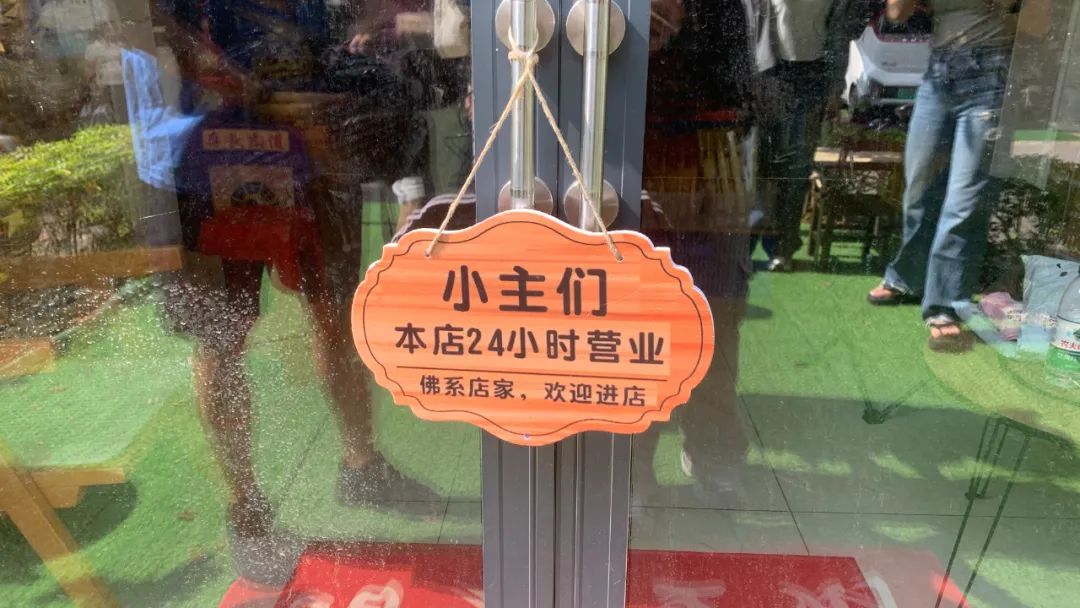 小主们
本店24小时营业
佛系店家，欢迎进店